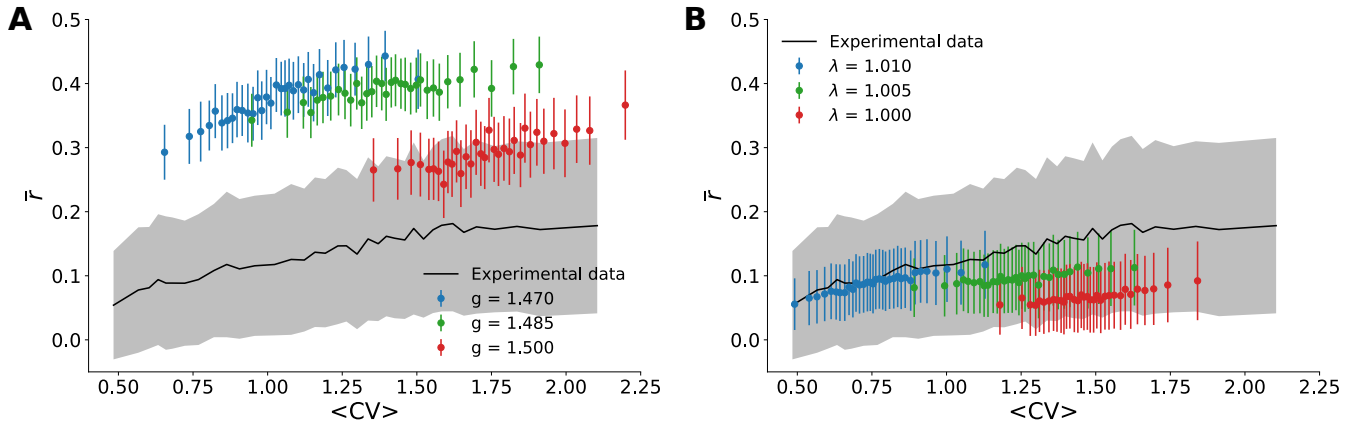 A
0.5
0.4
0.3
0.2
0.1
0.0
r̅
0.50 0.75 1.00 1.25 1.50 1.75 2.00 2.25
<CV>
Experimental data
g = 1.470
g = 1.485
g = 1.500
B
0.5
0.4
0.3
0.2
0.1
0.0
r̅
0.50 0.75 1.00 1.25 1.50 1.75 2.00 2.25
<CV>
Experimental data
λ = 1.010
λ = 1.005
λ = 1.000